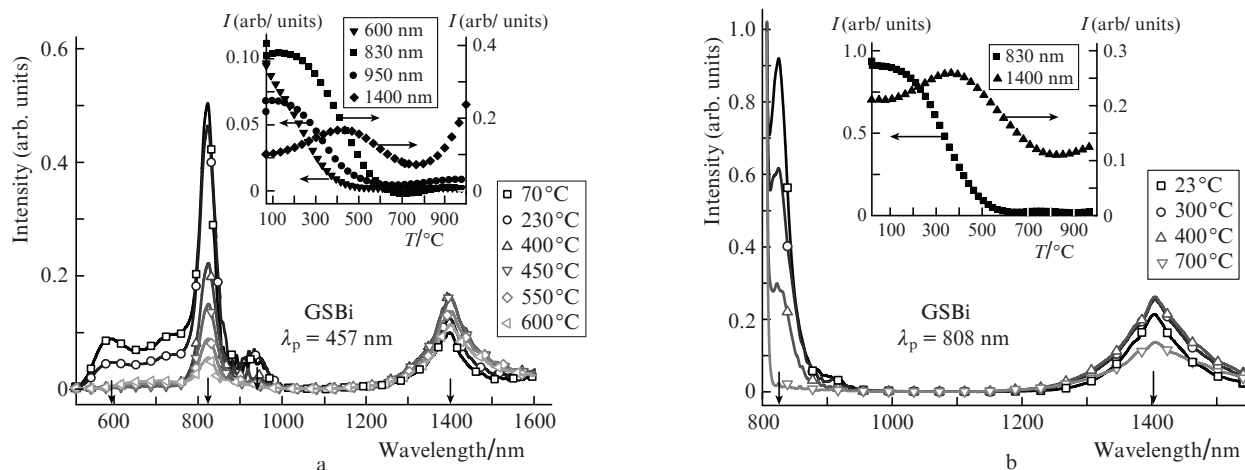 I (arb/ units)
I (arb/ units)
0.6
0.4
0.2
0
Intensity (arb. units)
0.10
0.05
0
600 nm
830 nm
950 nm
1400 nm
0.4
0.2
0
100 300 500 700
T/°C
70 °C
230 °C
400 °C
450 °C
550 °C
600 °C
GSBi
λp = 457 nm
600 800 1000 1200 1400 1600
Wavelength/nm
a
I (arb/ units)
I (arb/ units)
1.0
0.8
0.6
0.4
0.2
0
Intensity (arb. units)
1.0
0.5
0
830 nm
1400 nm
0.3
0.2
0.1
0
100 300 500 700 900
T/°C
23 °C
300 °C
400 °C
700 °C
GSBi
λp = 808 nm
800 1000 1200 1400
Wavelength/nm
b